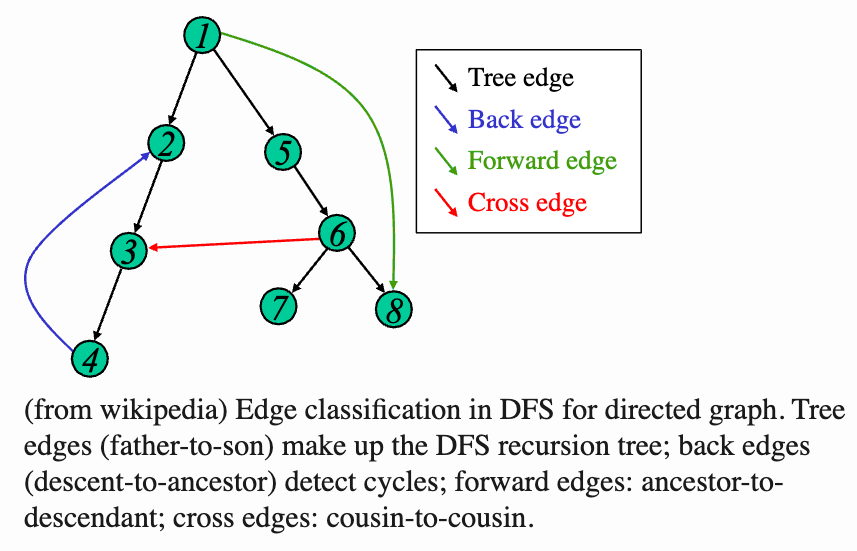 1
Tree edge
Back edge
2
5
Forward edge
Cross edge
6
3
7
8
4
(from wikipedia) Edge classification in DFS for directed graph. Tree
edges (father-to-son) make up the DFS recursion tree; back edges
(descent-to-ancestor) detect cycles; forward edges: ancestor-to-
descendant; cross edges: cousin-to-cousin.